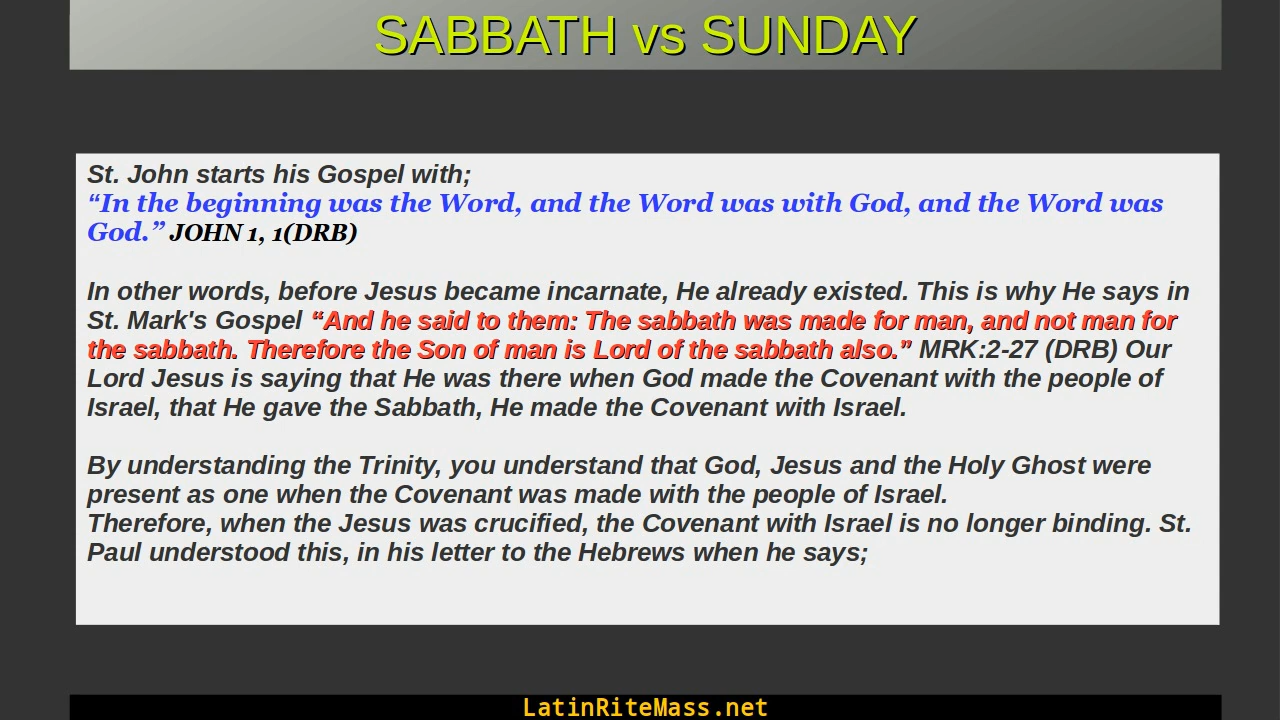 SABBATH vs SUNDAY
St. John starts his Gospel with;
“In the beginning was the Word, and the Word was with God, and the Word was
God.” JOHN 1, 1(DRB)
In other words, before Jesus became incarnate, He already existed. This is why He says in
St. Mark's Gospel “And he said to them: The sabbath was made for man, and not man for
the sabbath. Therefore the Son of man is Lord of the sabbath also.” MRK:2-27 (DRB) Our
Lord Jesus is saying that He was there when God made the Covenant with the people of
Israel, that He gave the Sabbath, He made the Covenant with Israel.
By understanding the Trinity, you understand that God, Jesus and the Holy Ghost were
present as one when the Covenant was made with the people of Israel.
Therefore, when the Jesus was crucified, the Covenant with Israel is no longer binding. St.
Paul understood this, in his letter to the Hebrews when he says;
LatinRiteMass.net